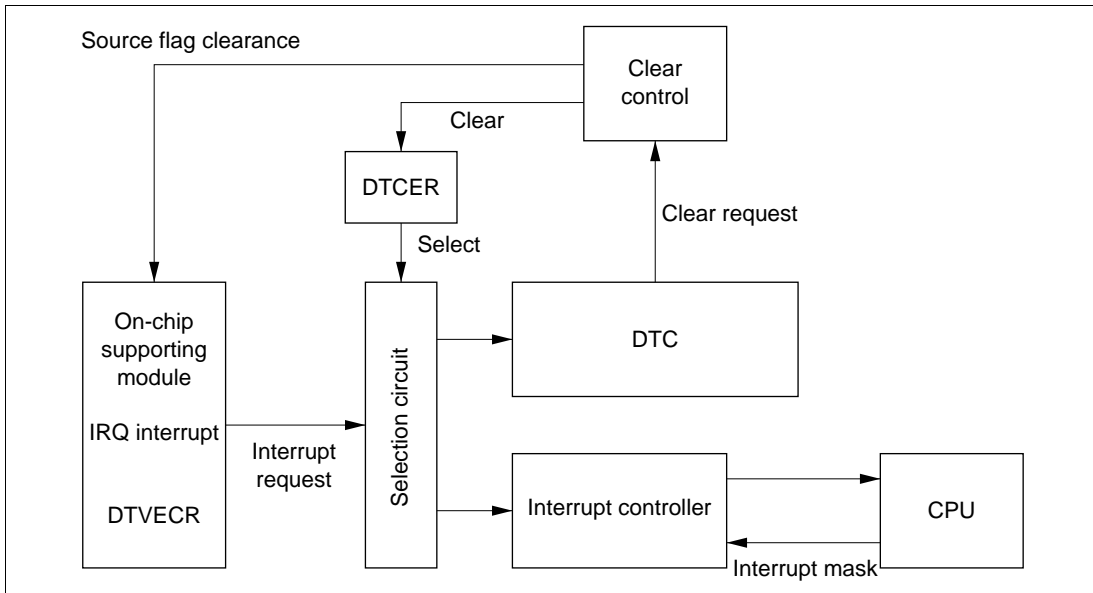 Source flag clearance
Clear
control
Clear
DTCER
Clear request
Select
On-chip
supporting
module
IRQ interrupt
DTVECR
Interrupt
request
Selection circuit
DTC
Interrupt controller
CPU
Interrupt mask